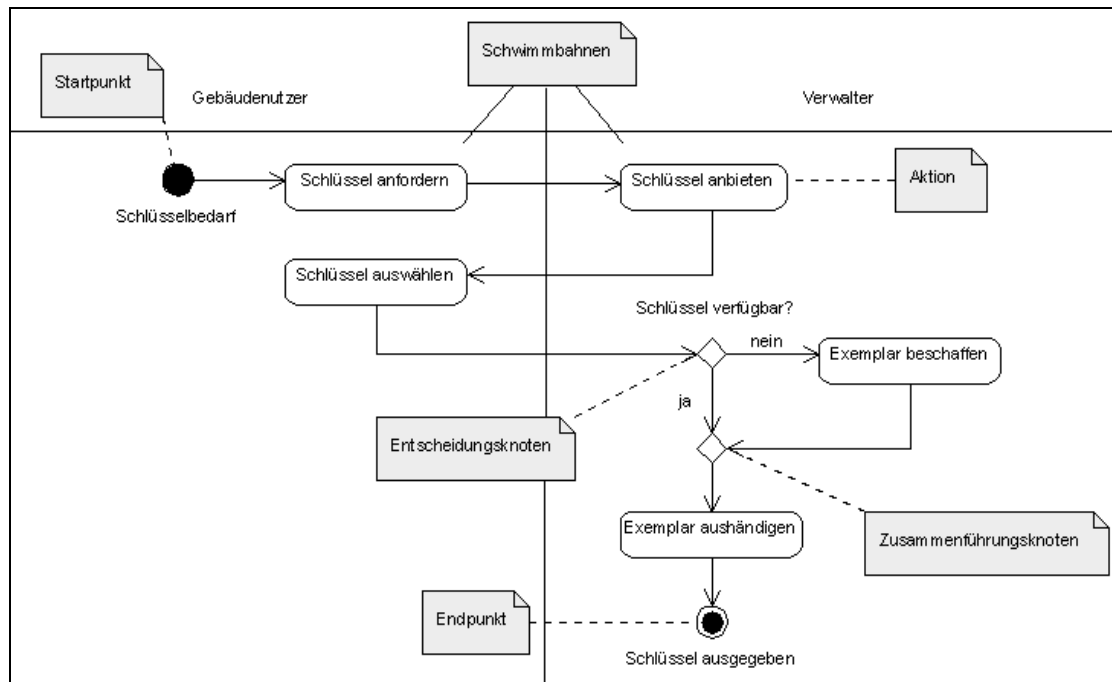 Schwimmbahnen
Startpunkt
Gebäudenutzer
Verwalter
Schlüssel anfordern
Schlüssel anbieten
Aktion
Schlüsselbedarf
Schlüssel auswählen
Schlüssel verfügbar?
nein
Exemplar beschaffen
ja
Entscheidungsknoten
Exemplar aushändigen
Zusammenführungsknoten
Endpunkt
Schlüssel ausgegeben